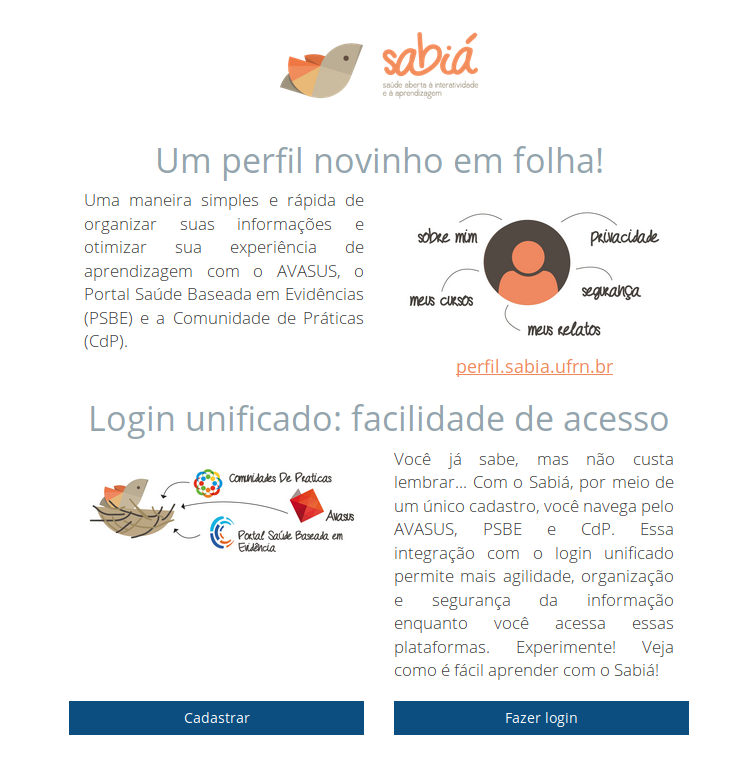 sabiá
saúde aberta à interatividade
e à aprendizagem
Um perfil novinho em folha!
Uma maneira simples e rápida de
organizar suas informações e
otimizar sua experiência de
aprendizagem com o AVASUS, o
Portal Saúde Baseada em Evidências
(PSBE) e a Comunidade de Práticas
(CdP).
sobre mim
privacidade
meus cursos
segurança
meus relatos
perfil.sabia.ufrn.br
Login unificado: facilidade de acesso
Comunidades De Praticas
Avasus
Portal Saúde Baseada em
Evidência
Você já sabe, mas não custa
lembrar... Com o Sabiá, por meio de
um único cadastro, você navega pelo
AVASUS, PSBE e CdP. Essa
integração com o login unificado
permite mais agilidade, organização
e segurança da informação
enquanto você acessa essas
plataformas. Experimente! Veja
como é fácil aprender com o Sabiá!
Cadastrar
Fazer login